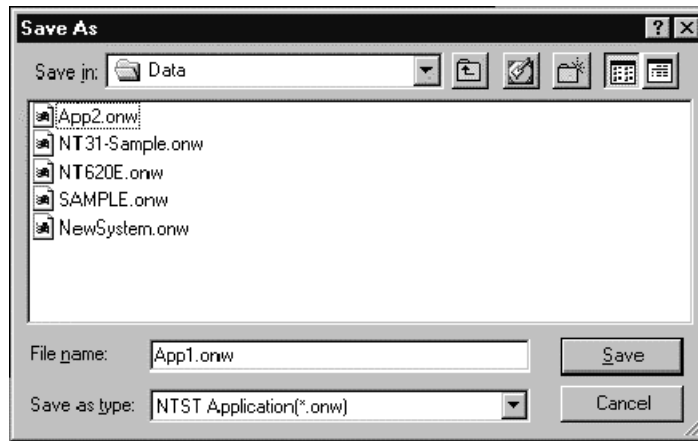 Save As
Save in: Data
App2.onw
NT31-Sample.onw
NT620E.onw
SAMPLE.onw
NewSystem.onw
File name: App1.onw Save
Save as type: NTST Application(*.onw) Cancel